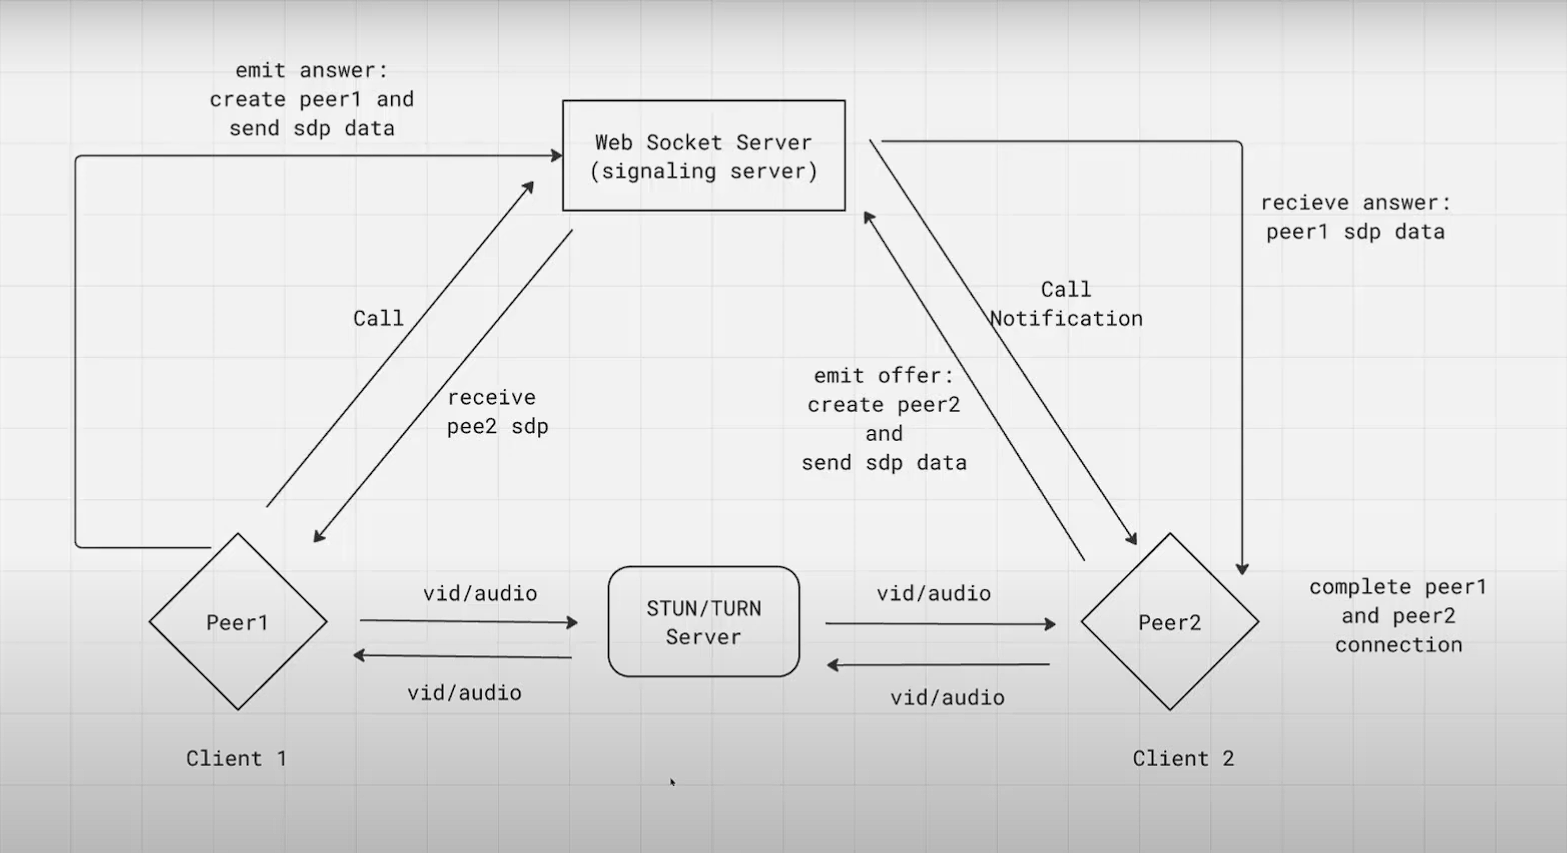 emit answer:
create peer1 and
send sdp data
Web Socket Server
(signaling server)
recieve answer:
peer1 sdp data
Call
Call
Notification
receive
pee2 sdp
emit offer:
create peer2
and
send sdp data
Peer1
vid/audio
vid/audio
STUN/TURN
Server
vid/audio
vid/audio
Peer2
complete peer1
and peer2
connection
Client 1
Client 2